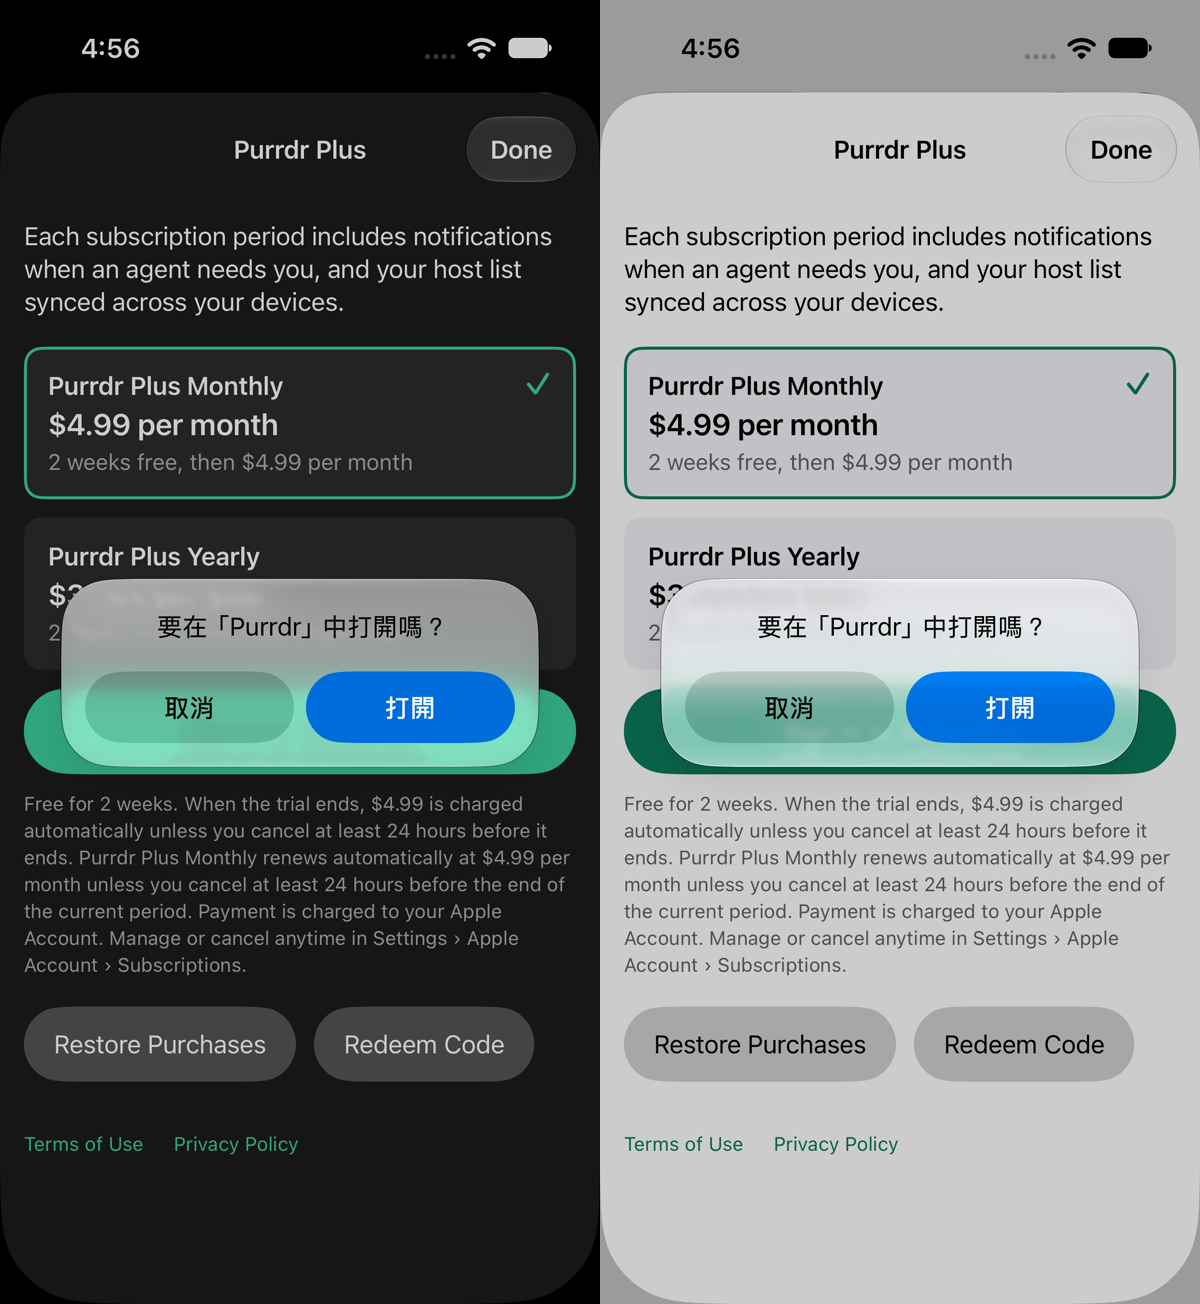 4:56
Purrdr Plus
Done
Each subscription period includes notifications
when an agent needs you, and your host list
synced across your devices.
Purrdr Plus Monthly
$4.99 per month
2 weeks free, then $4.99 per month
Purrdr Plus Yearly
要在「Purrdr」中打開嗎？
取消
打開
Free for 2 weeks. When the trial ends, $4.99 is charged
automatically unless you cancel at least 24 hours before it
ends. Purrdr Plus Monthly renews automatically at $4.99 per
month unless you cancel at least 24 hours before the end of
the current period. Payment is charged to your Apple
Account. Manage or cancel anytime in Settings › Apple
Account › Subscriptions.
Restore Purchases
Redeem Code
Terms of Use
Privacy Policy
4:56
Purrdr Plus
Done
Each subscription period includes notifications
when an agent needs you, and your host list
synced across your devices.
Purrdr Plus Monthly
$4.99 per month
2 weeks free, then $4.99 per month
Purrdr Plus Yearly
要在「Purrdr」中打開嗎？
取消
打開
Free for 2 weeks. When the trial ends, $4.99 is charged
automatically unless you cancel at least 24 hours before it
ends. Purrdr Plus Monthly renews automatically at $4.99 per
month unless you cancel at least 24 hours before the end of
the current period. Payment is charged to your Apple
Account. Manage or cancel anytime in Settings › Apple
Account › Subscriptions.
Restore Purchases
Redeem Code
Terms of Use
Privacy Policy